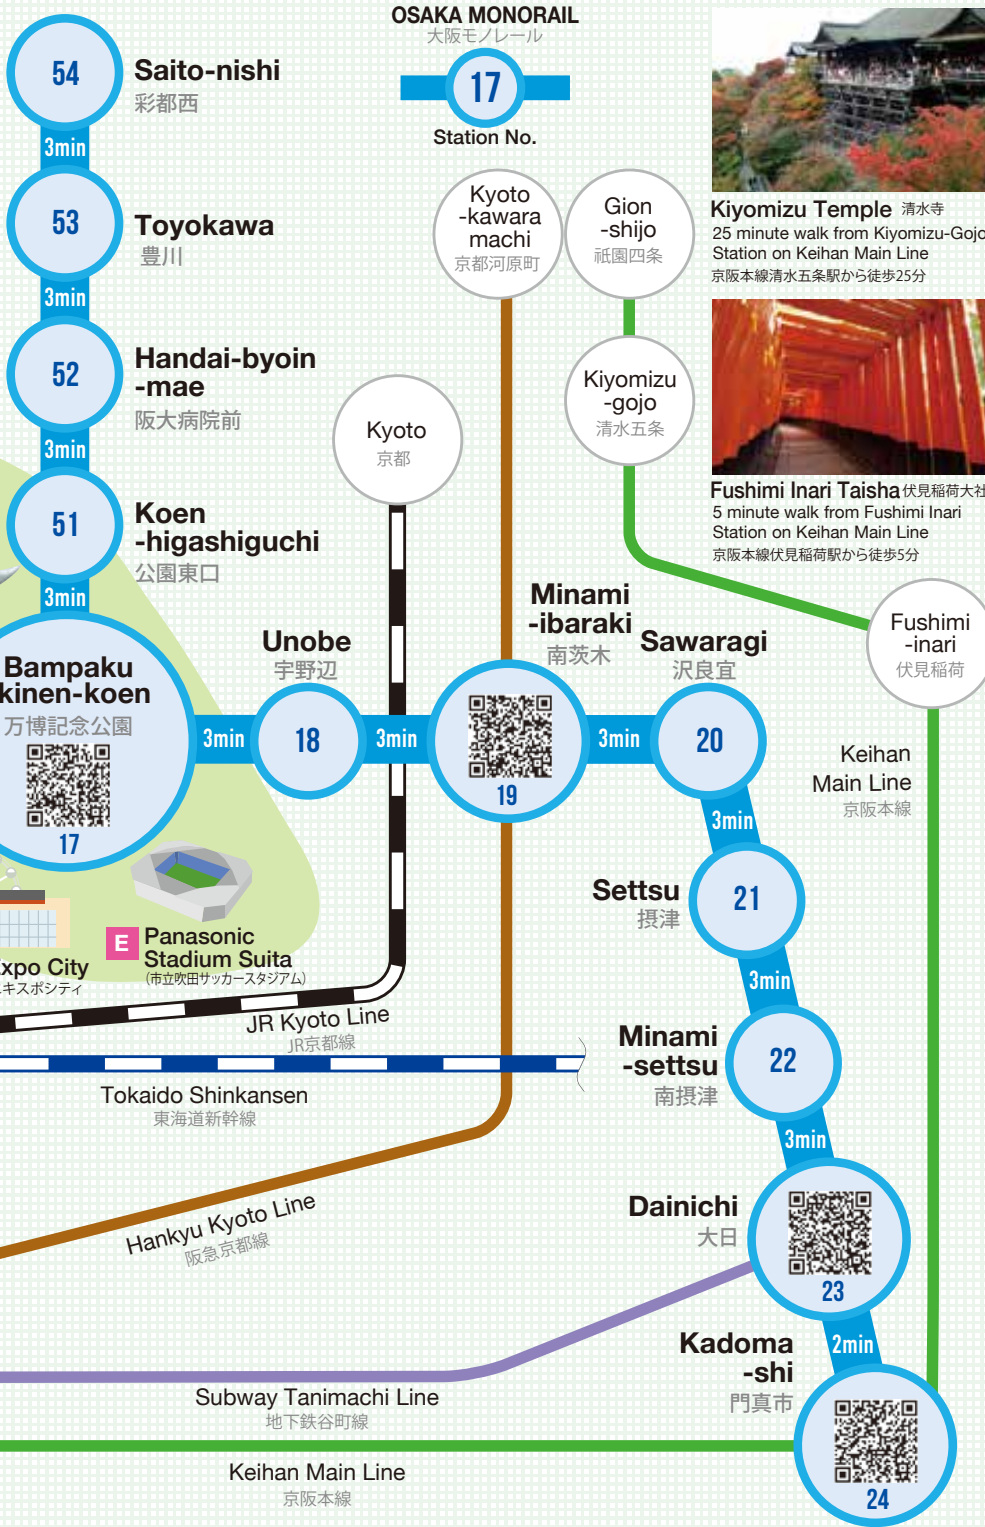 OSAKA MONORAIL
大阪モノレール
17
Station No.
54
Saito-nishi
彩都西
3min
53
Toyokawa
豊川
3min
52
Handai-byoin
-mae
阪大病院前
3min
51
Koen
-higashiguchi
公園東口
3min
Bampaku
kinen-koen
万博記念公園
17
3min
Unobe
宇野辺
18
3min
Minami
-ibaraki
南茨木
19
3min
Sawaragi
沢良宜
20
3min
Settsu
摂津
21
3min
Minami
-settsu
南摂津
22
3min
Dainichi
大日
23
2min
Kadoma
-shi
門真市
24
Kyoto
-kawara
machi
京都河原町
Gion
-shijo
祇園四条
Kiyomizu
-gojo
清水五条
Kyoto
京都
Fushimi
-inari
伏見稲荷
Keihan
Main Line
京阪本線
Kiyomizu Temple 清水寺
25 minute walk from Kiyomizu-Gojo
Station on Keihan Main Line
京阪本線清水五条駅から徒歩25分
Fushimi Inari Taisha 伏見稲荷大社
5 minute walk from Fushimi Inari
Station on Keihan Main Line
京阪本線伏見稲荷駅から徒歩5分
E
Panasonic
Stadium Suita
(市立吹田サッカースタジアム)
xpo City
キスポシティ
JR Kyoto Line
JR京都線
Tokaido Shinkansen
東海道新幹線
Hankyu Kyoto Line
阪急京都線
Subway Tanimachi Line
地下鉄谷町線
Keihan Main Line
京阪本線